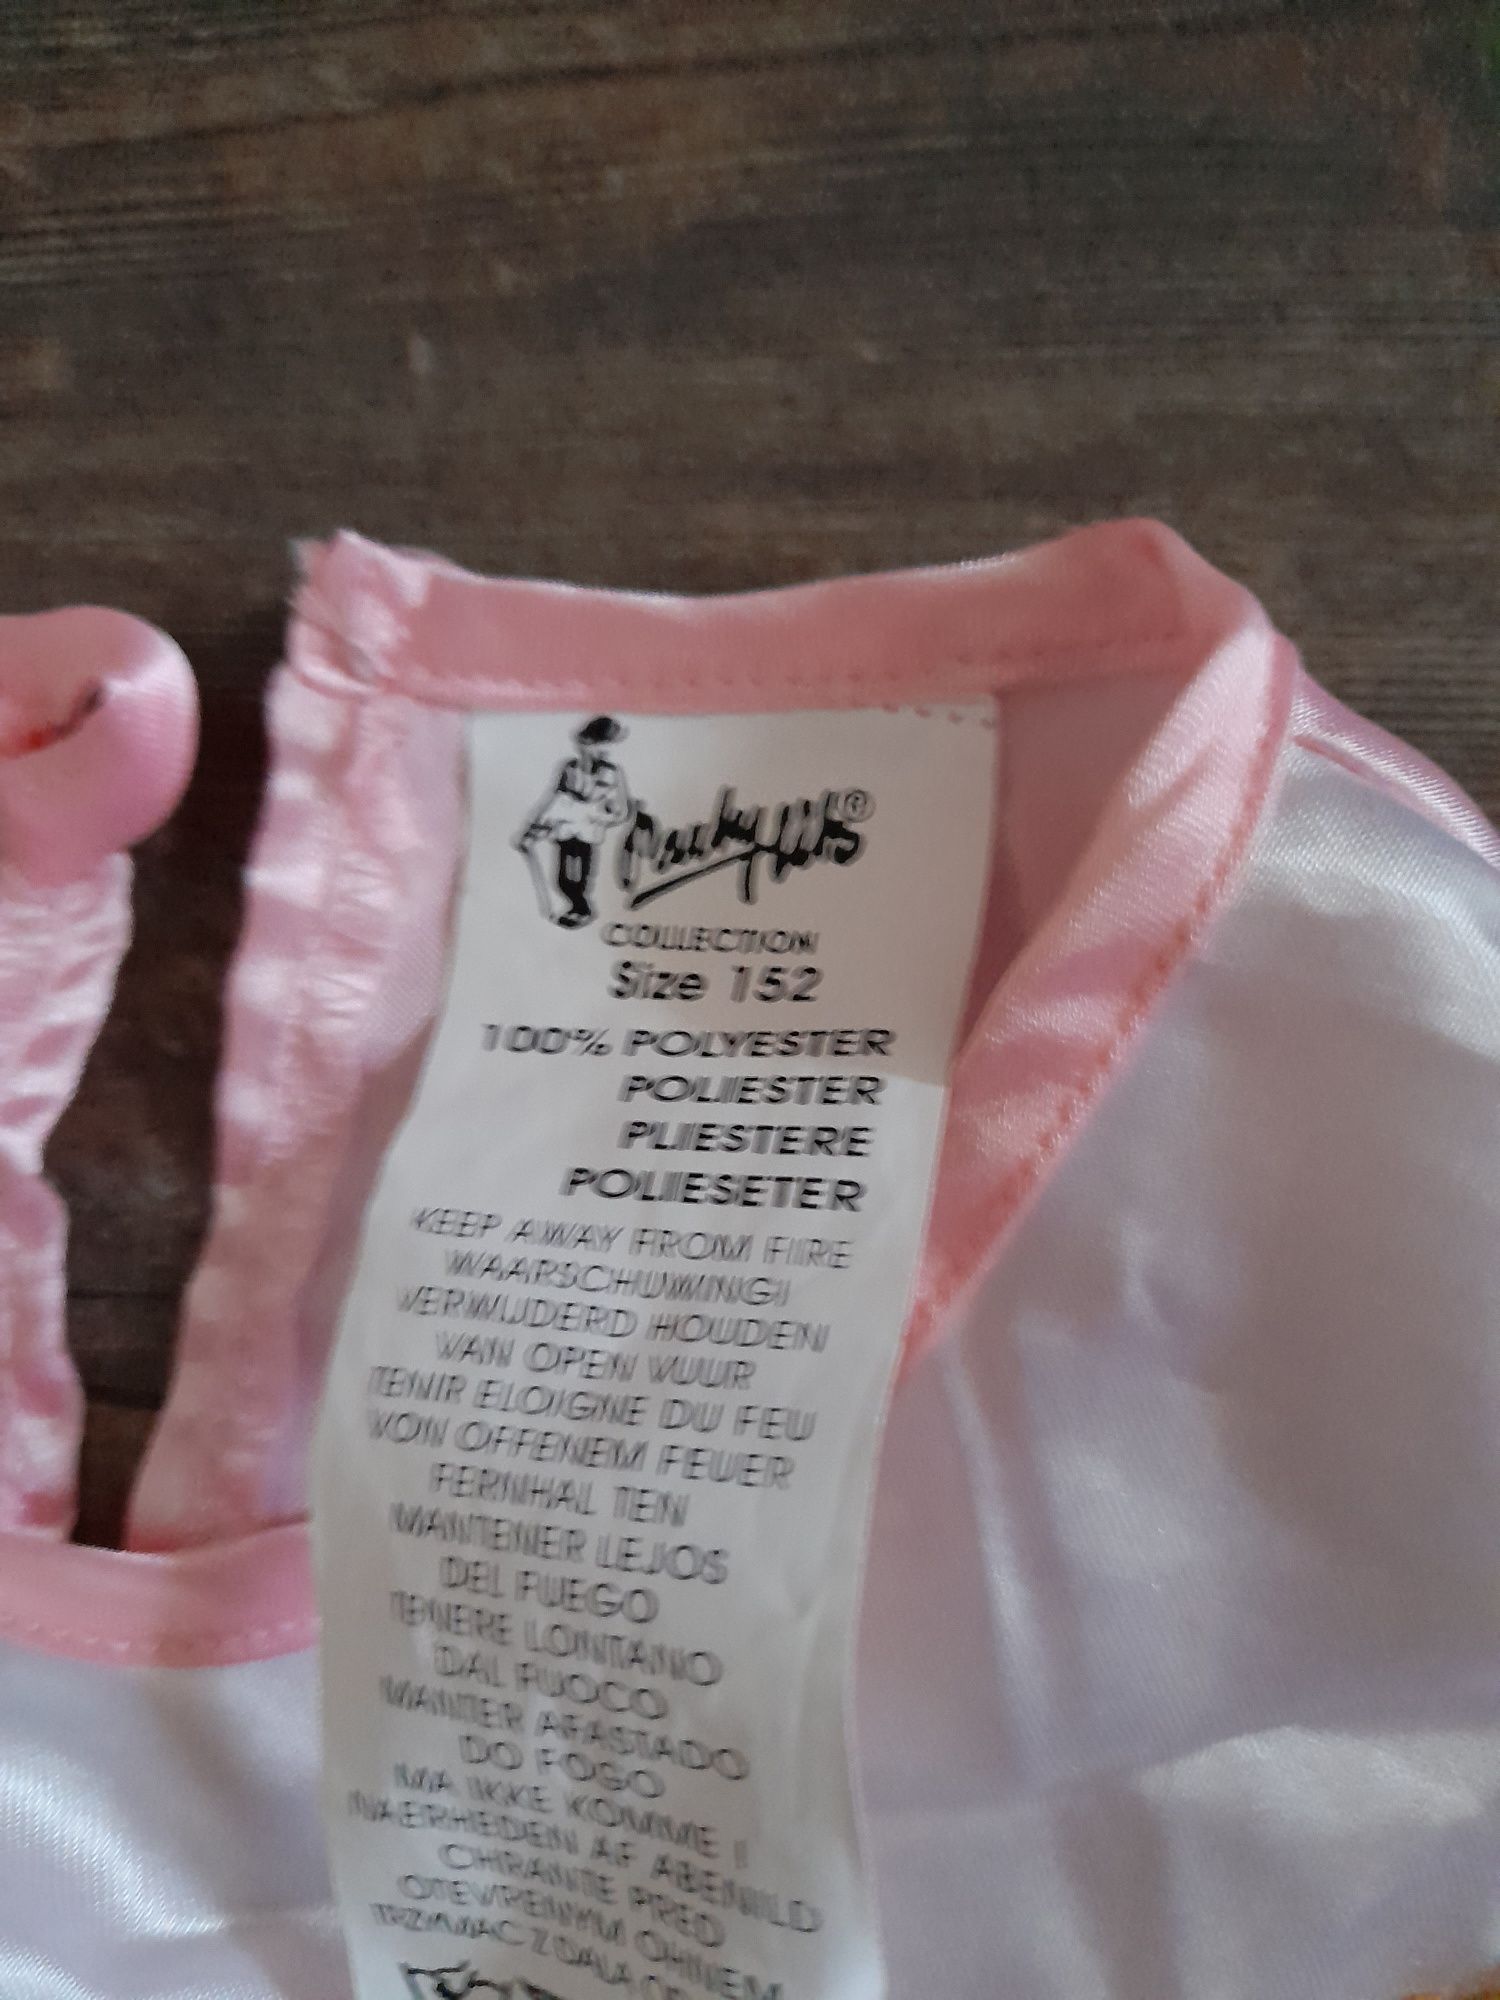 ®
COLLECTION
Size 152
100% POLYESTER
POLIESTER
PLIESTERE
POLIESETER
KEEP AWAY FROM FIRE
WAARSCHUWING!
VERWIJDERD HOUDEN
VAN OPEN VUUR
TENIR ELOIGNE DU FEU
VON OFFENEM FEUER
FERNHAL TEN
MANTENER LEJOS
DEL FUEGO
TENERE LONTANO
DAL FUOCO
MANTER AFASTADO
DO FOGO
MA IKKE KOMME I
NAERHEDEN AF ABENILD
CHRANTE PRED
OTEVRENYM OHNEM
TRZYMAC Z DALA